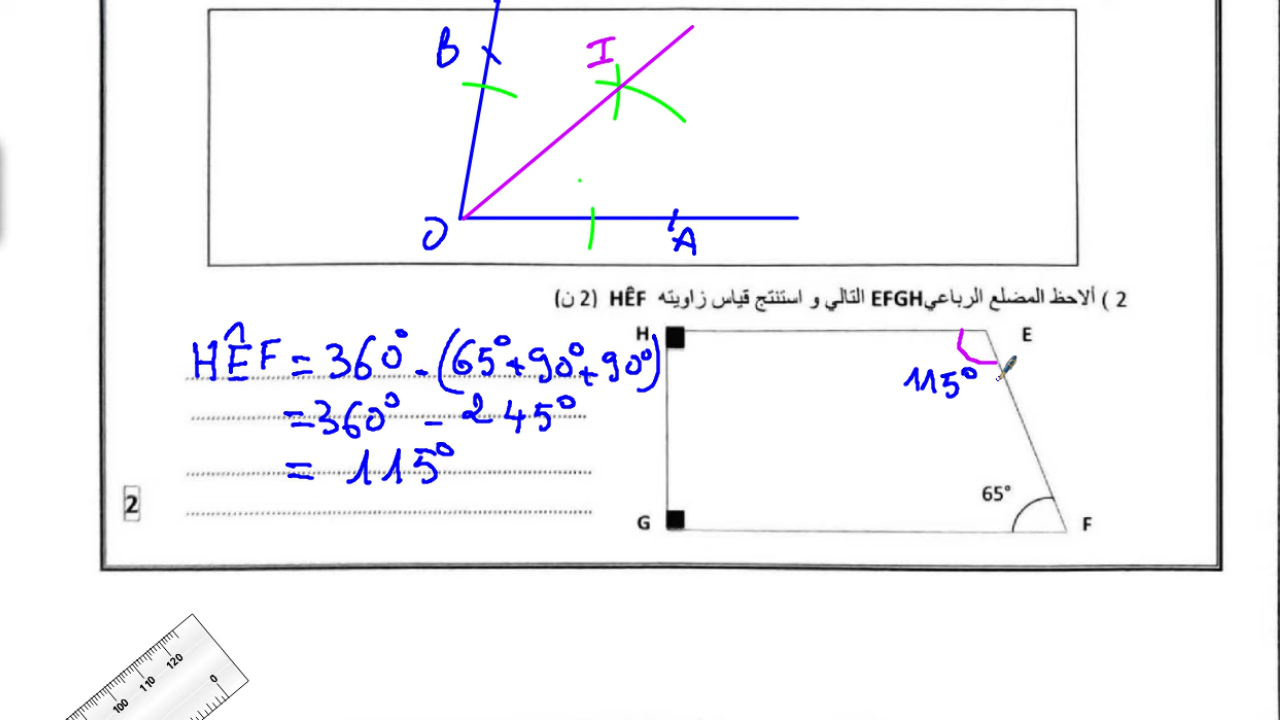 B
I
O
A
2 ) ألاحظ المضلع الرباعي EFGH التالي و استنتج قياس زاويته HÊF (2 ن)
H
E
HÊF = 360° - (65° + 90° + 90°)
115°
= 360° - 245°
= 115°
65°
2
G
F
120
110
100
0